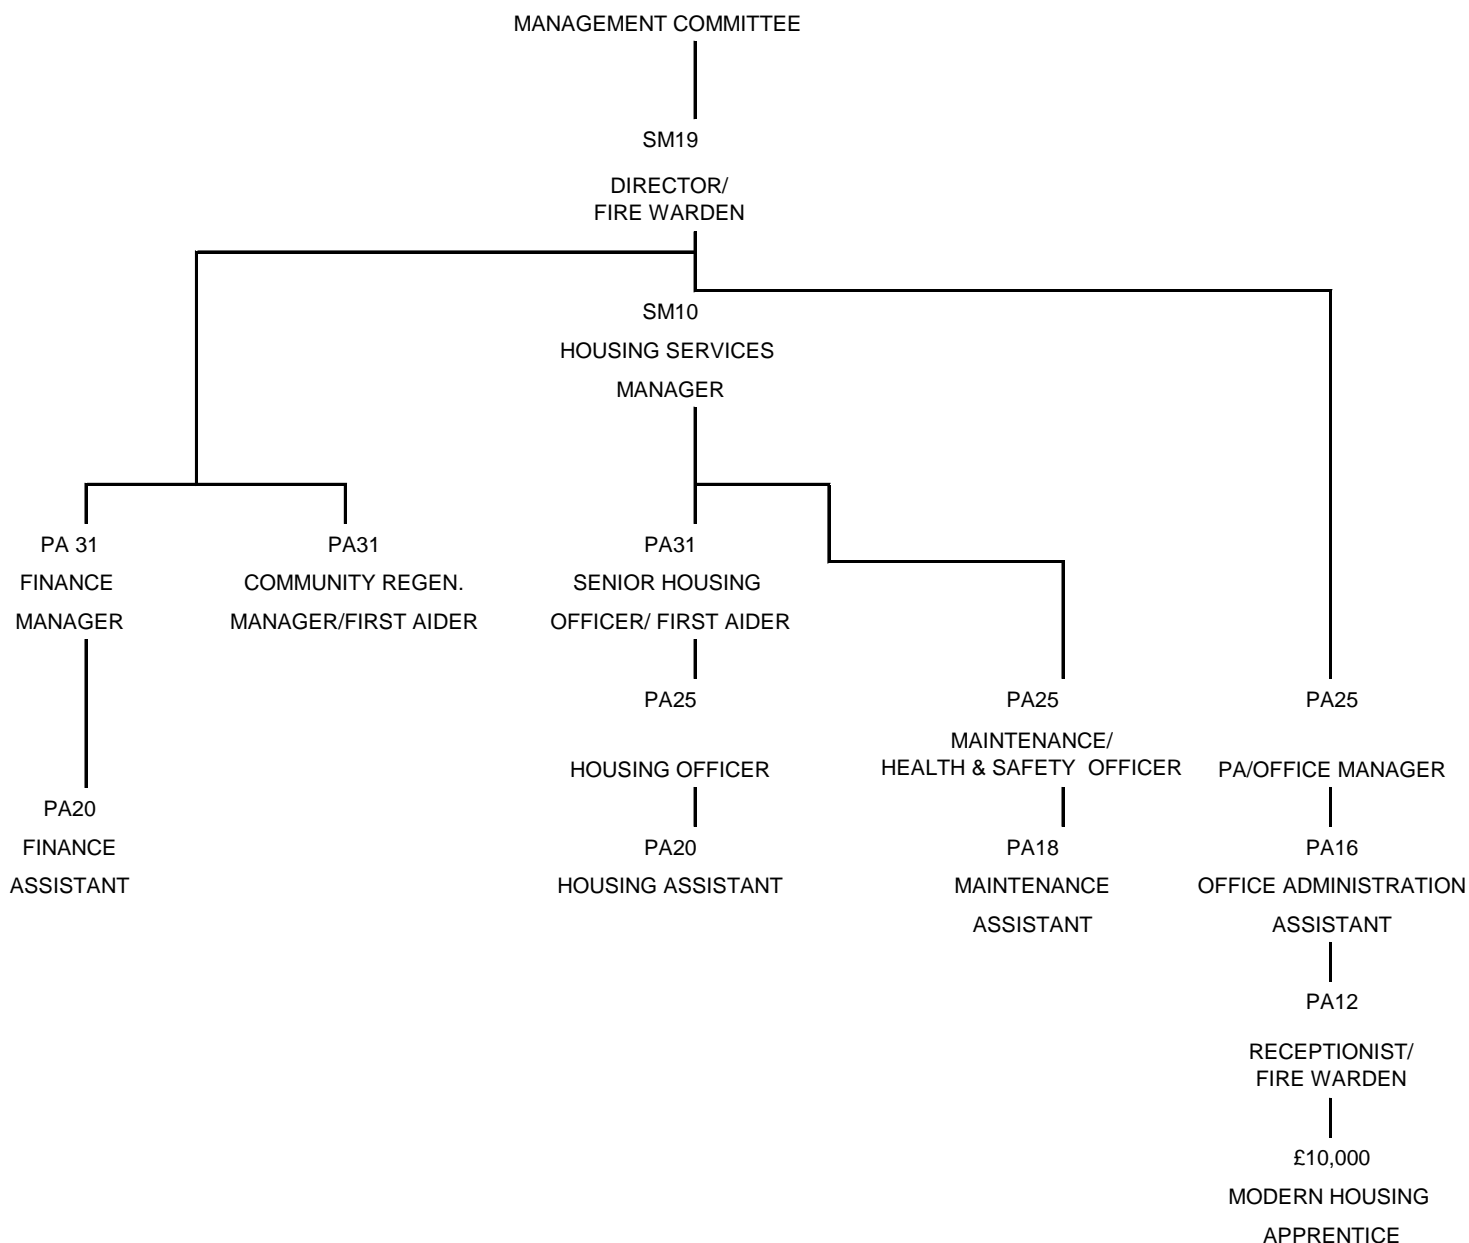 MANAGEMENT COMMITTEE
SM19
DIRECTOR/
FIRE WARDEN
SM10
HOUSING SERVICES
MANAGER
PA 31
FINANCE
MANAGER
PA31
COMMUNITY REGEN.
MANAGER/FIRST AIDER
PA31
SENIOR HOUSING
OFFICER/ FIRST AIDER
PA25
HOUSING OFFICER
PA25
MAINTENANCE/
HEALTH & SAFETY  OFFICER
PA25
PA/OFFICE MANAGER
PA20
FINANCE
ASSISTANT
PA20
HOUSING ASSISTANT
PA18
MAINTENANCE
ASSISTANT
PA16
OFFICE ADMINISTRATION
ASSISTANT
PA12
RECEPTIONIST/
FIRE WARDEN
£10,000
MODERN HOUSING
APPRENTICE